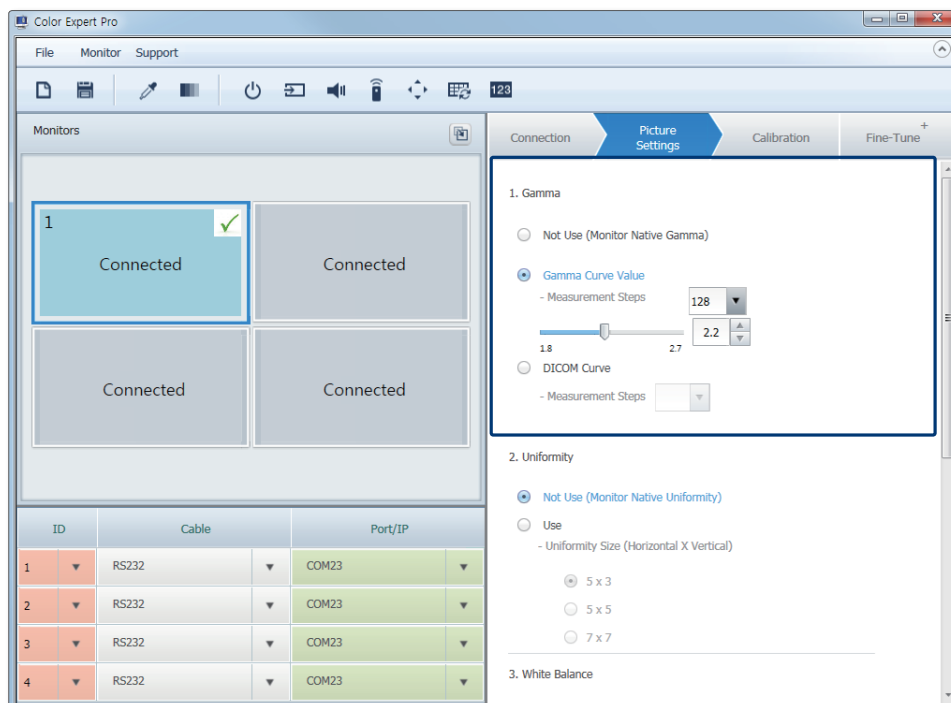 Color Expert Pro
File Monitor Support
123
Monitors
1
Connected
Connected
Connected
Connected
ID Cable Port/IP
1 RS232 COM23
2 RS232 COM23
3 RS232 COM23
4 RS232 COM23
Connection Picture Settings Calibration Fine-Tune +
1. Gamma
Not Use (Monitor Native Gamma)
Gamma Curve Value
- Measurement Steps 128
2.2
1.8 2.7
DICOM Curve
- Measurement Steps
2. Uniformity
Not Use (Monitor Native Uniformity)
Use
- Uniformity Size (Horizontal X Vertical)
5 x 3
5 x 5
7 x 7
3. White Balance